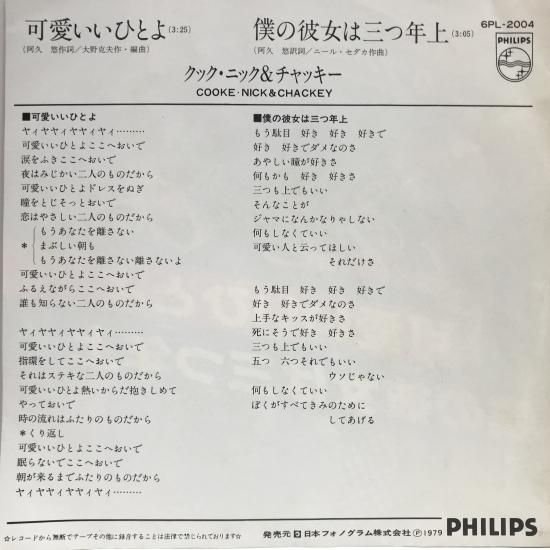 可愛いいひとよ(3:25)
(阿久 悠作詞/大野克夫作・編曲)
僕の彼女は三つ年上(3:05)
(阿久 悠訳詞/ニール・セダカ作曲)
6PL-2004
PHILIPS
PHILIPS
クック・ニック&チャッキー
COOKE・NICK&CHACKEY
■可愛いいひとよ
ヤィヤヤィヤヤィヤィ………
可愛いいひとよここへおいで
涙をふきここへおいで
夜はみじかい二人のものだから
可愛いいひとよドレスをぬぎ
瞳をとじそっとおいで
恋はやさしい二人のものだから
もうあなたを離さない
*まぶしい朝も
もうあなたを離さない離さないよ
可愛いいひとよここへおいで
ふるえながらここへおいで
誰も知らない二人のものだから
ヤィヤヤィヤヤィヤィ………
可愛いいひとよここへおいで
指環をしてここへおいで
それはステキな二人のものだから
可愛いいひとよ熱いからだ抱きしめて
やっておいで
時の流れはふたりのものだから
*くり返し
可愛いいひとよここへおいで
眠らないでここへおいで
朝が来るまでふたりのものだから
ヤィヤヤィヤヤィヤィ………
■僕の彼女は三つ年上
もう駄目 好き 好き 好きで
好き 好きでダメなのさ
あやしい瞳が好きさ
何もかも 好き 好きさ
三つも上でもいい
そんなことが
ジャマになんかなりゃしない
何もしなくていい
可愛い人と云ってほしい
それだけさ
もう駄目 好き 好き 好きで
好き 好きでダメなのさ
上手なキッスが好きさ
死にそうで好き 好きさ
三つも上でもいい
五つ 六つそれでもいい
ウソじゃない
何もしなくていい
ぼくがすべてきみのために
してあげる
☆レコードから無断でテープその他に録音することは法律で禁じられております☆
発売元 日本フォノグラム株式会社Ⓟ1979
PHILIPS